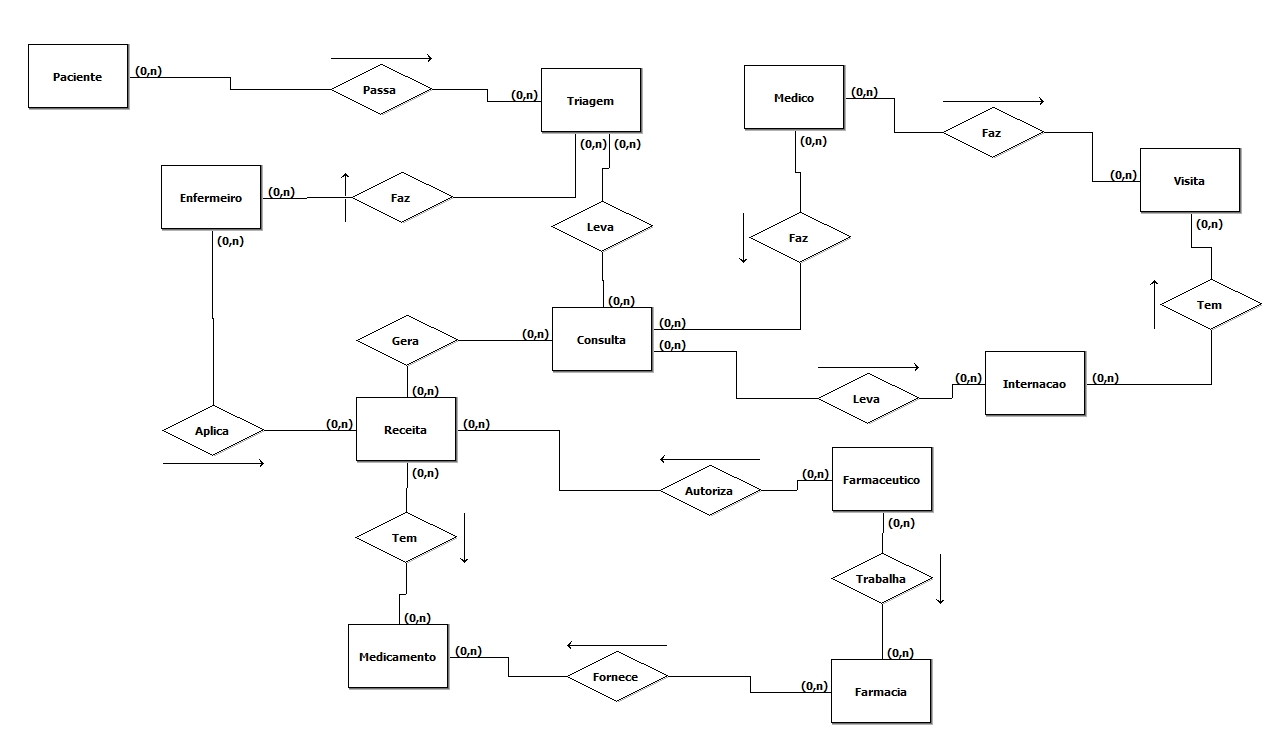 Paciente
(0,n)
Passa
(0,n)
Triagem
(0,n)
(0,n)
Medico
(0,n)
(0,n)
Faz
(0,n)
Visita
(0,n)
Enfermeiro
(0,n)
(0,n)
Faz
Leva
Faz
Tem
(0,n)
Consulta
(0,n)
(0,n)
(0,n)
Gera
(0,n)
Leva
(0,n)
Internacao
(0,n)
Aplica
(0,n)
Receita
(0,n)
(0,n)
Autoriza
(0,n)
Farmaceutico
(0,n)
Tem
Trabalha
(0,n)
Medicamento
(0,n)
Fornece
(0,n)
(0,n)
Farmacia